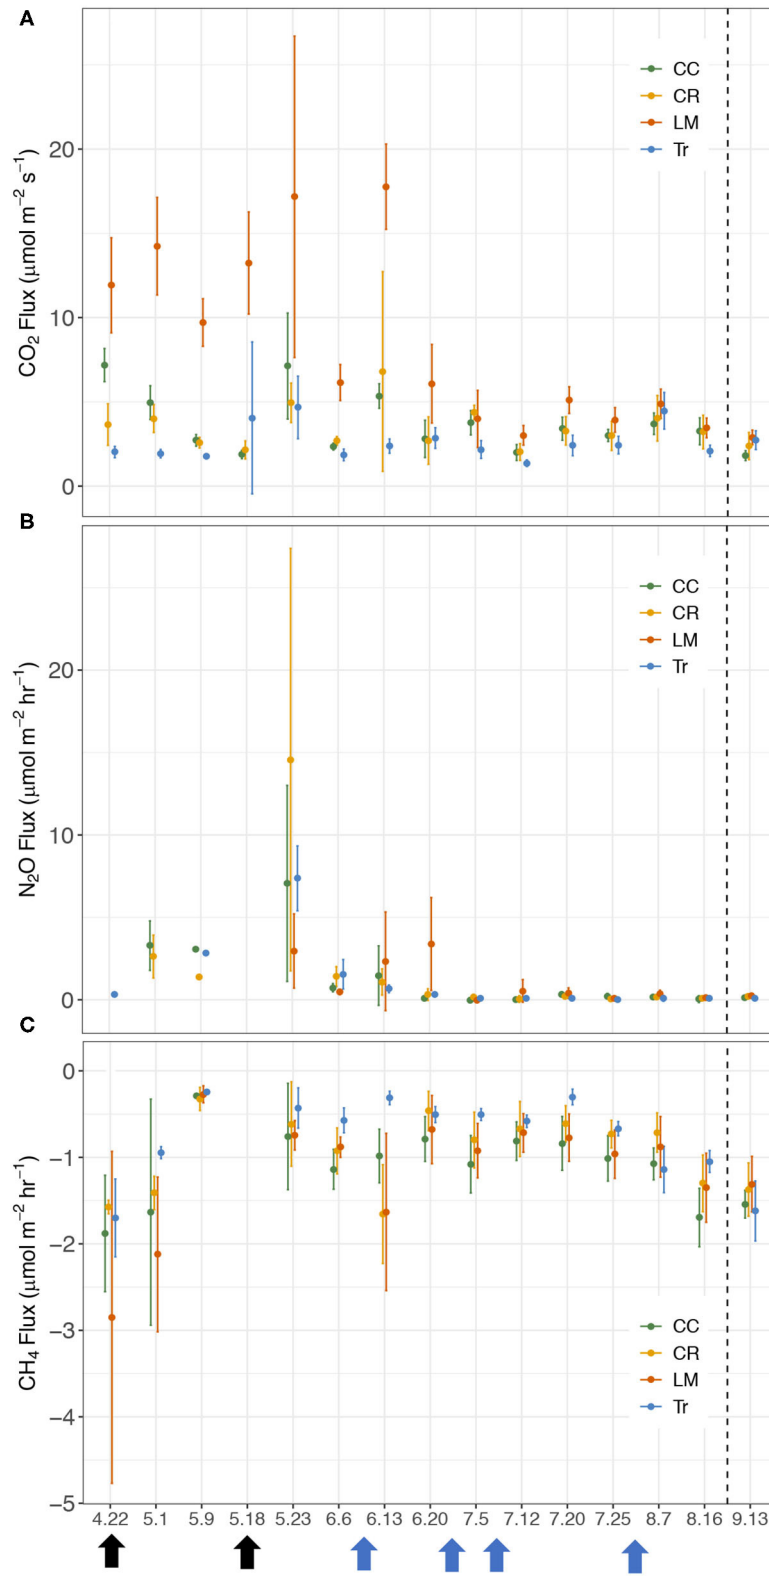 A
CO₂ Flux (μmol m⁻² s⁻¹)
20
10
0
CC
CR
LM
Tr
B
N₂O Flux (μmol m⁻² hr⁻¹)
20
10
0
CC
CR
LM
Tr
C
CH₄ Flux (μmol m⁻² hr⁻¹)
0
−1
−2
−3
−4
−5
CC
CR
LM
Tr
4.22 5.1 5.9 5.18 5.23 6.6 6.13 6.20 7.5 7.12 7.20 7.25 8.7 8.16 9.13